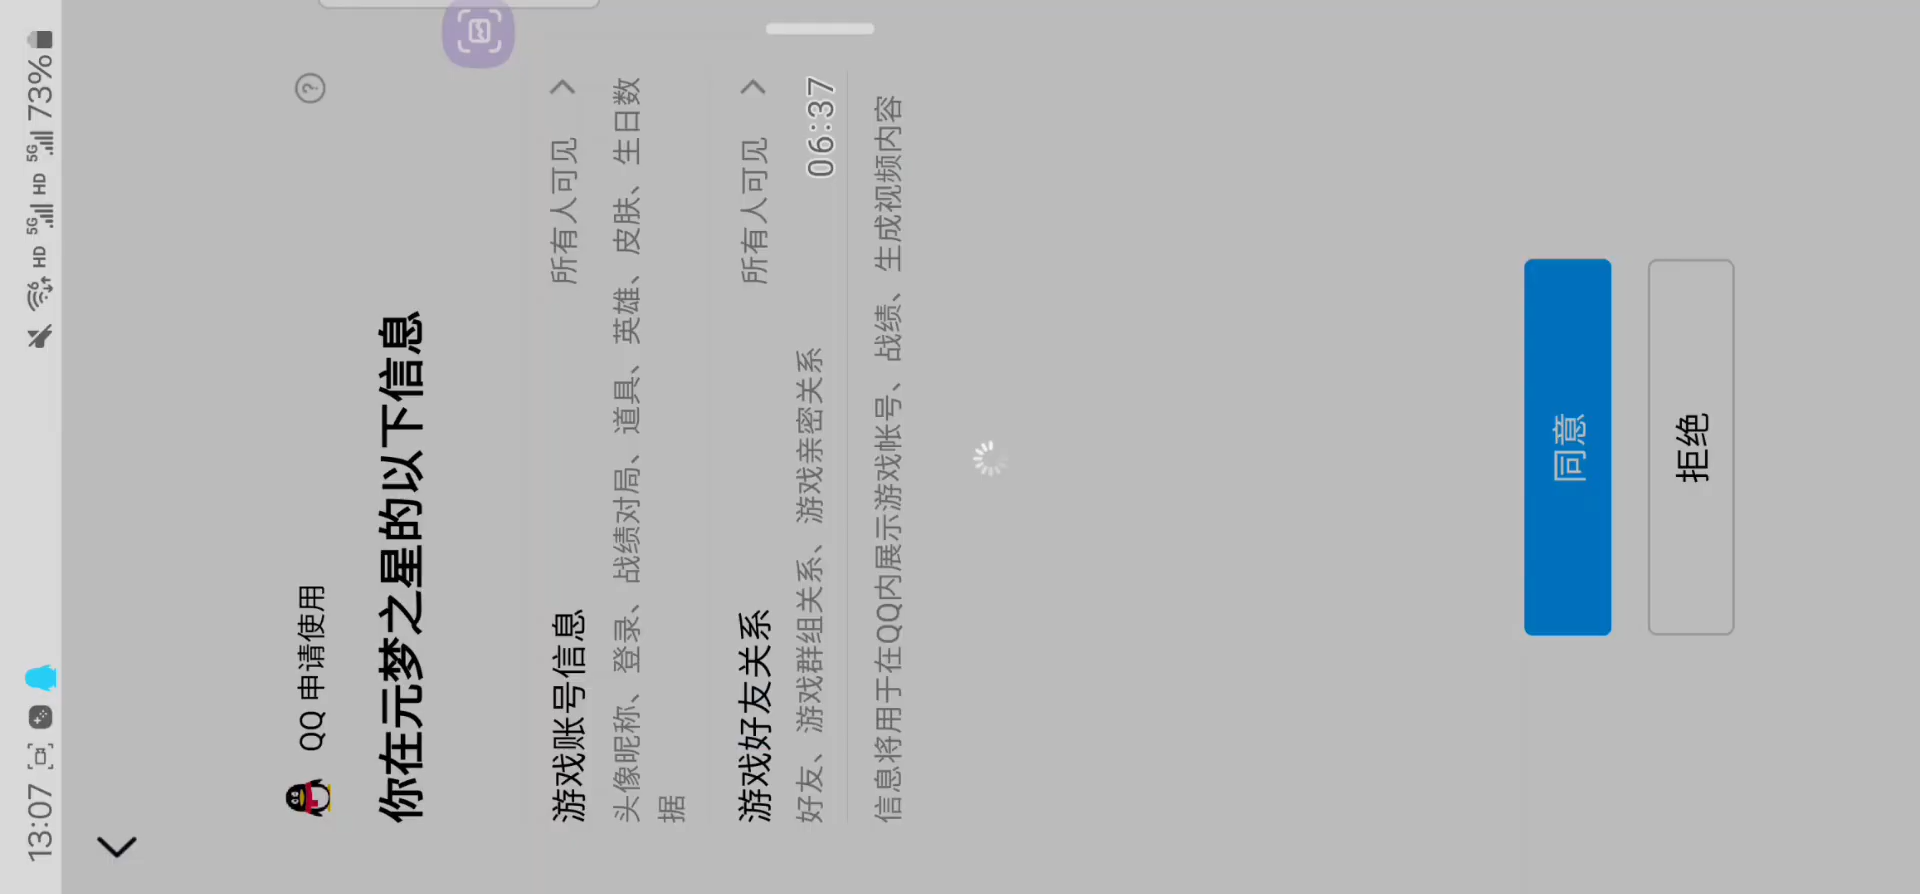 13:07
HD 5G HD 5G 73%
6
QQ 申请使用
?
你在元梦之星的以下信息
游戏账号信息 所有人可见
头像昵称、登录、战绩对局、道具、英雄、皮肤、生日数
据
游戏好友关系 所有人可见
06:37
好友、游戏群组关系、游戏亲密关系
信息将用于在QQ内展示游戏帐号、战绩、生成视频内容
同意
拒绝